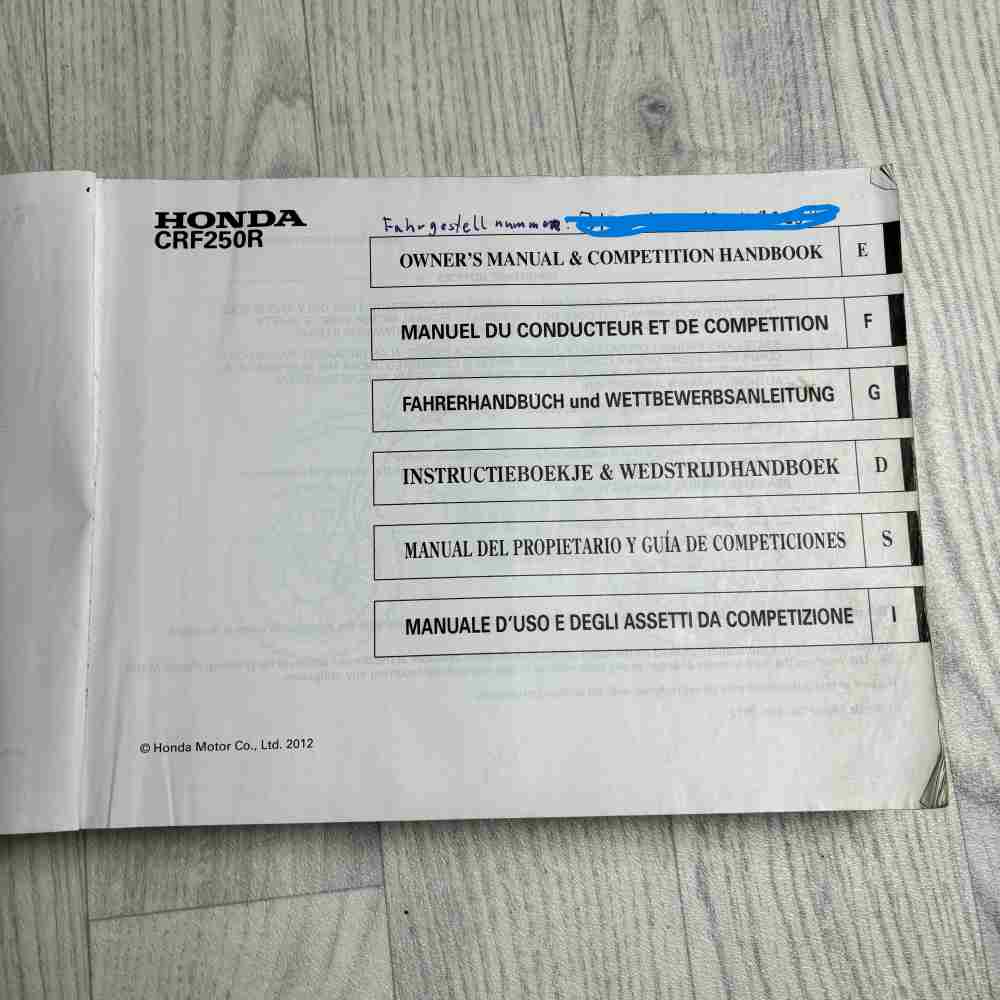 HONDA
CRF250R
Fahrgestell nummer:
OWNER'S MANUAL & COMPETITION HANDBOOK E
MANUEL DU CONDUCTEUR ET DE COMPETITION F
FAHRERHANDBUCH und WETTBEWERBSANLEITUNG G
INSTRUCTIEBOEKJE & WEDSTRIJDHANDBOEK D
MANUAL DEL PROPIETARIO Y GUÍA DE COMPETICIONES S
MANUALE D'USO E DEGLI ASSETTI DA COMPETIZIONE I
© Honda Motor Co., Ltd. 2012